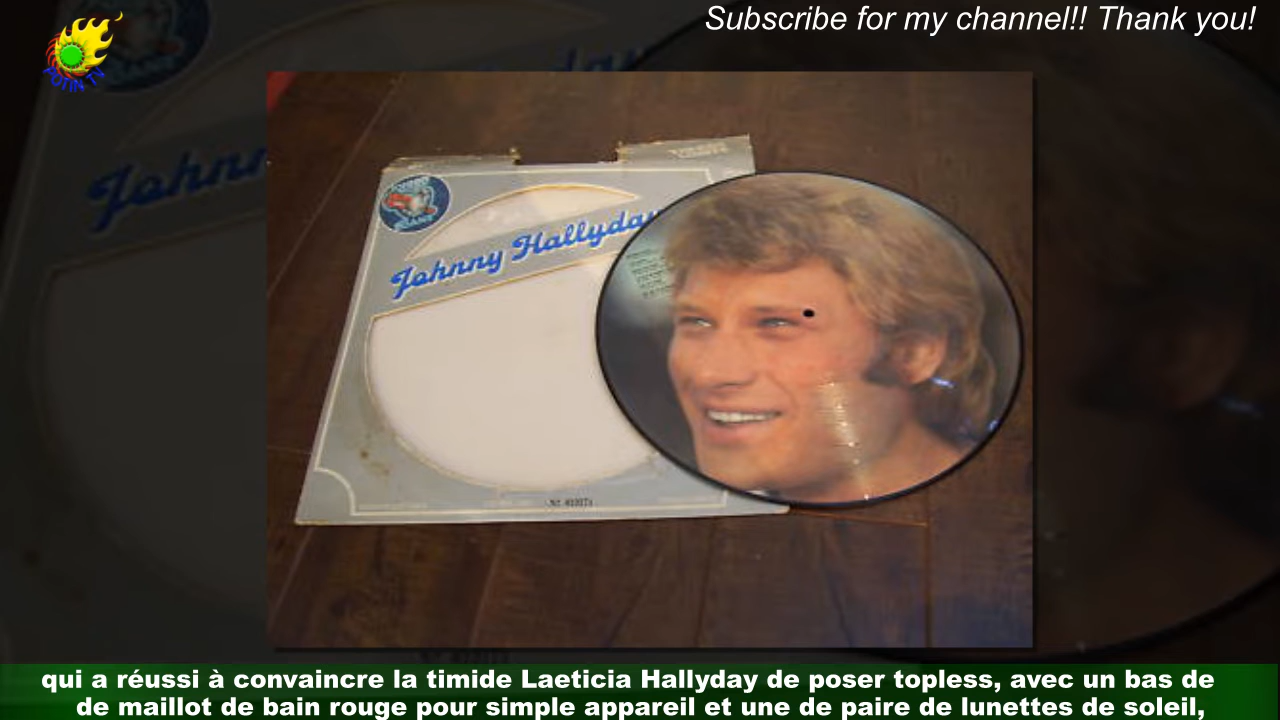 Subscribe for my channel!! Thank you!
POTIN TV
Johnny Hallyday
qui a réussi à convaincre la timide Laeticia Hallyday de poser topless, avec un bas de
de maillot de bain rouge pour simple appareil et une de paire de lunettes de soleil,